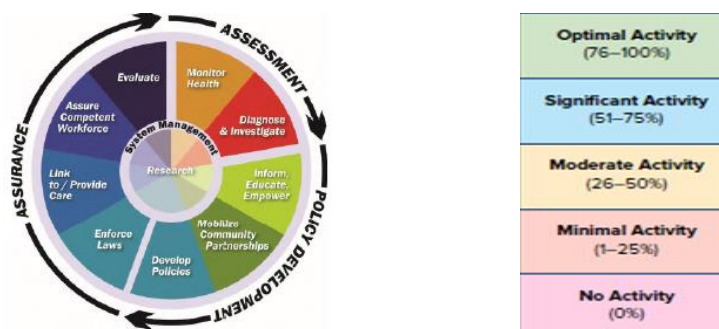 ASSESSMENT
POLICY DEVELOPMENT
ASSURANCE
Evaluate
Monitor
Health
Diagnose
& Investigate
Inform,
Educate,
Empower
Mobilize
Community
Partnerships
Develop
Policies
Enforce
Laws
Link
to / Provide
Care
Assure
Competent
Workforce
System Management
Research
Optimal Activity
(76–100%)
Significant Activity
(51–75%)
Moderate Activity
(26–50%)
Minimal Activity
(1–25%)
No Activity
(0%)